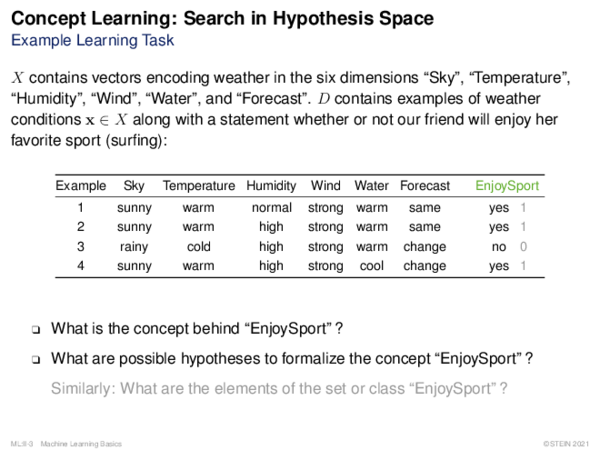 Concept Learning: Search in Hypothesis Space
Example Learning Task
X contains vectors encoding weather in the six dimensions “Sky”, “Temperature”,
“Humidity”, “Wind”, “Water”, and “Forecast”. D contains examples of weather
conditions x ∈ X along with a statement whether or not our friend will enjoy her
favorite sport (surfing):
Example Sky Temperature Humidity Wind Water Forecast EnjoySport
1 sunny warm normal strong warm same yes 1
2 sunny warm high strong warm same yes 1
3 rainy cold high strong warm change no 0
4 sunny warm high strong cool change yes 1
❏ What is the concept behind “EnjoySport” ?
❏ What are possible hypotheses to formalize the concept “EnjoySport” ?
Similarly: What are the elements of the set or class “EnjoySport” ?
ML:II-3 Machine Learning Basics ©STEIN 2021